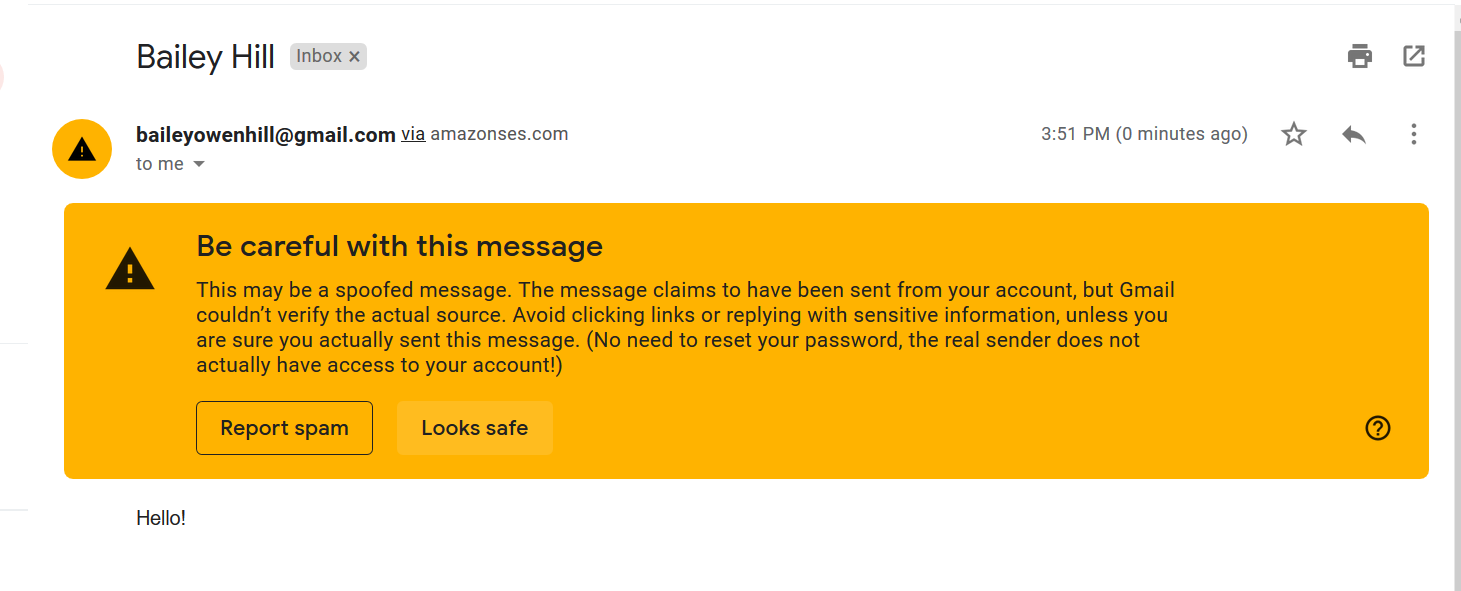 Bailey Hill Inbox ×
baileyowenhill@gmail.com via amazonses.com 3:51 PM (0 minutes ago)
to me
Be careful with this message
This may be a spoofed message. The message claims to have been sent from your account, but Gmail
couldn’t verify the actual source. Avoid clicking links or replying with sensitive information, unless you
are sure you actually sent this message. (No need to reset your password, the real sender does not
actually have access to your account!)
Report spam Looks safe
Hello!